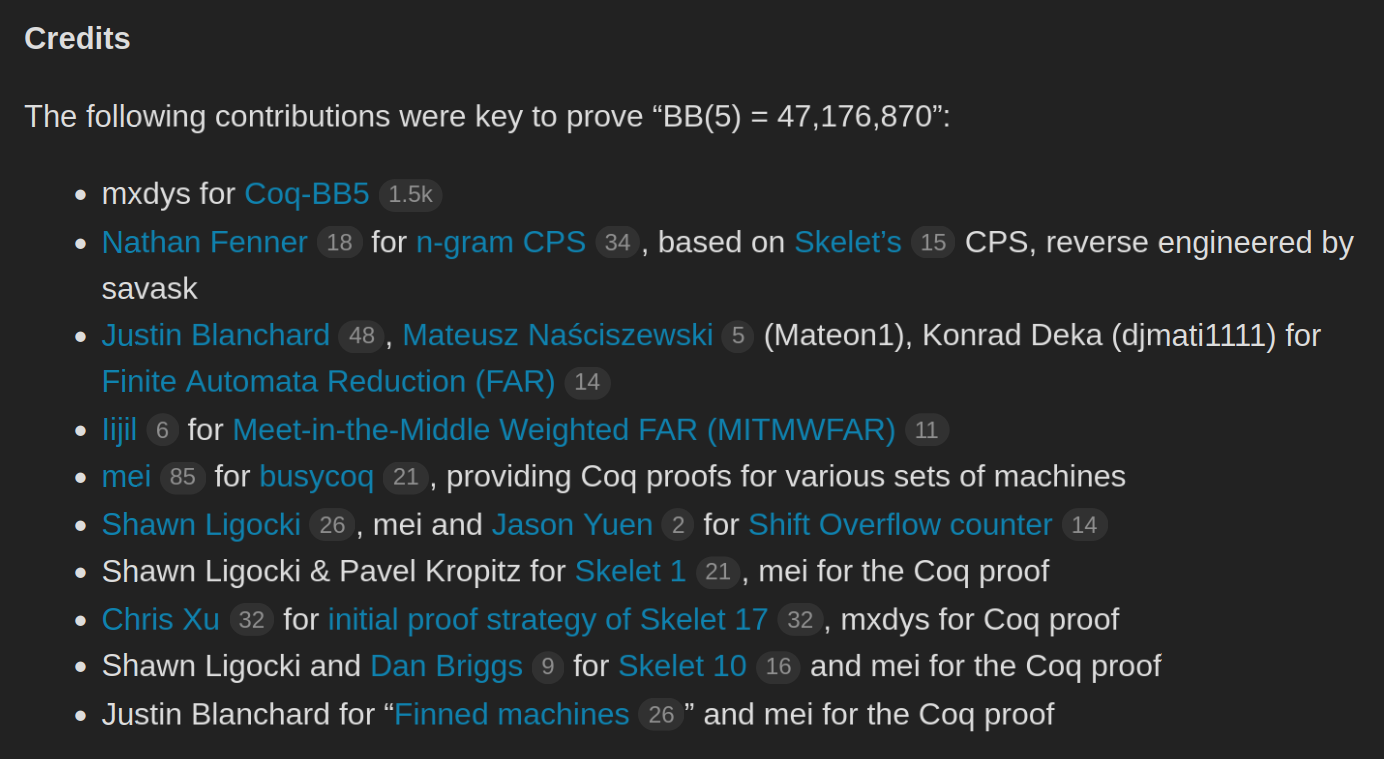 Credits
The following contributions were key to prove “BB(5) = 47,176,870”:
• mxdys for Coq-BB5 1.5k
• Nathan Fenner 18 for n-gram CPS 34 , based on Skelet’s 15 CPS, reverse engineered by
savask
• Justin Blanchard 48 , Mateusz Naściszewski 5 (Mateon1), Konrad Deka (djmati1111) for
Finite Automata Reduction (FAR) 14
• Iijil 6 for Meet-in-the-Middle Weighted FAR (MITMWFAR) 11
• mei 85 for busycoq 21 , providing Coq proofs for various sets of machines
• Shawn Ligocki 26 , mei and Jason Yuen 2 for Shift Overflow counter 14
• Shawn Ligocki & Pavel Kropitz for Skelet 1 21 , mei for the Coq proof
• Chris Xu 32 for initial proof strategy of Skelet 17 32 , mxdys for Coq proof
• Shawn Ligocki and Dan Briggs 9 for Skelet 10 16 and mei for the Coq proof
• Justin Blanchard for “Finned machines 26 ” and mei for the Coq proof